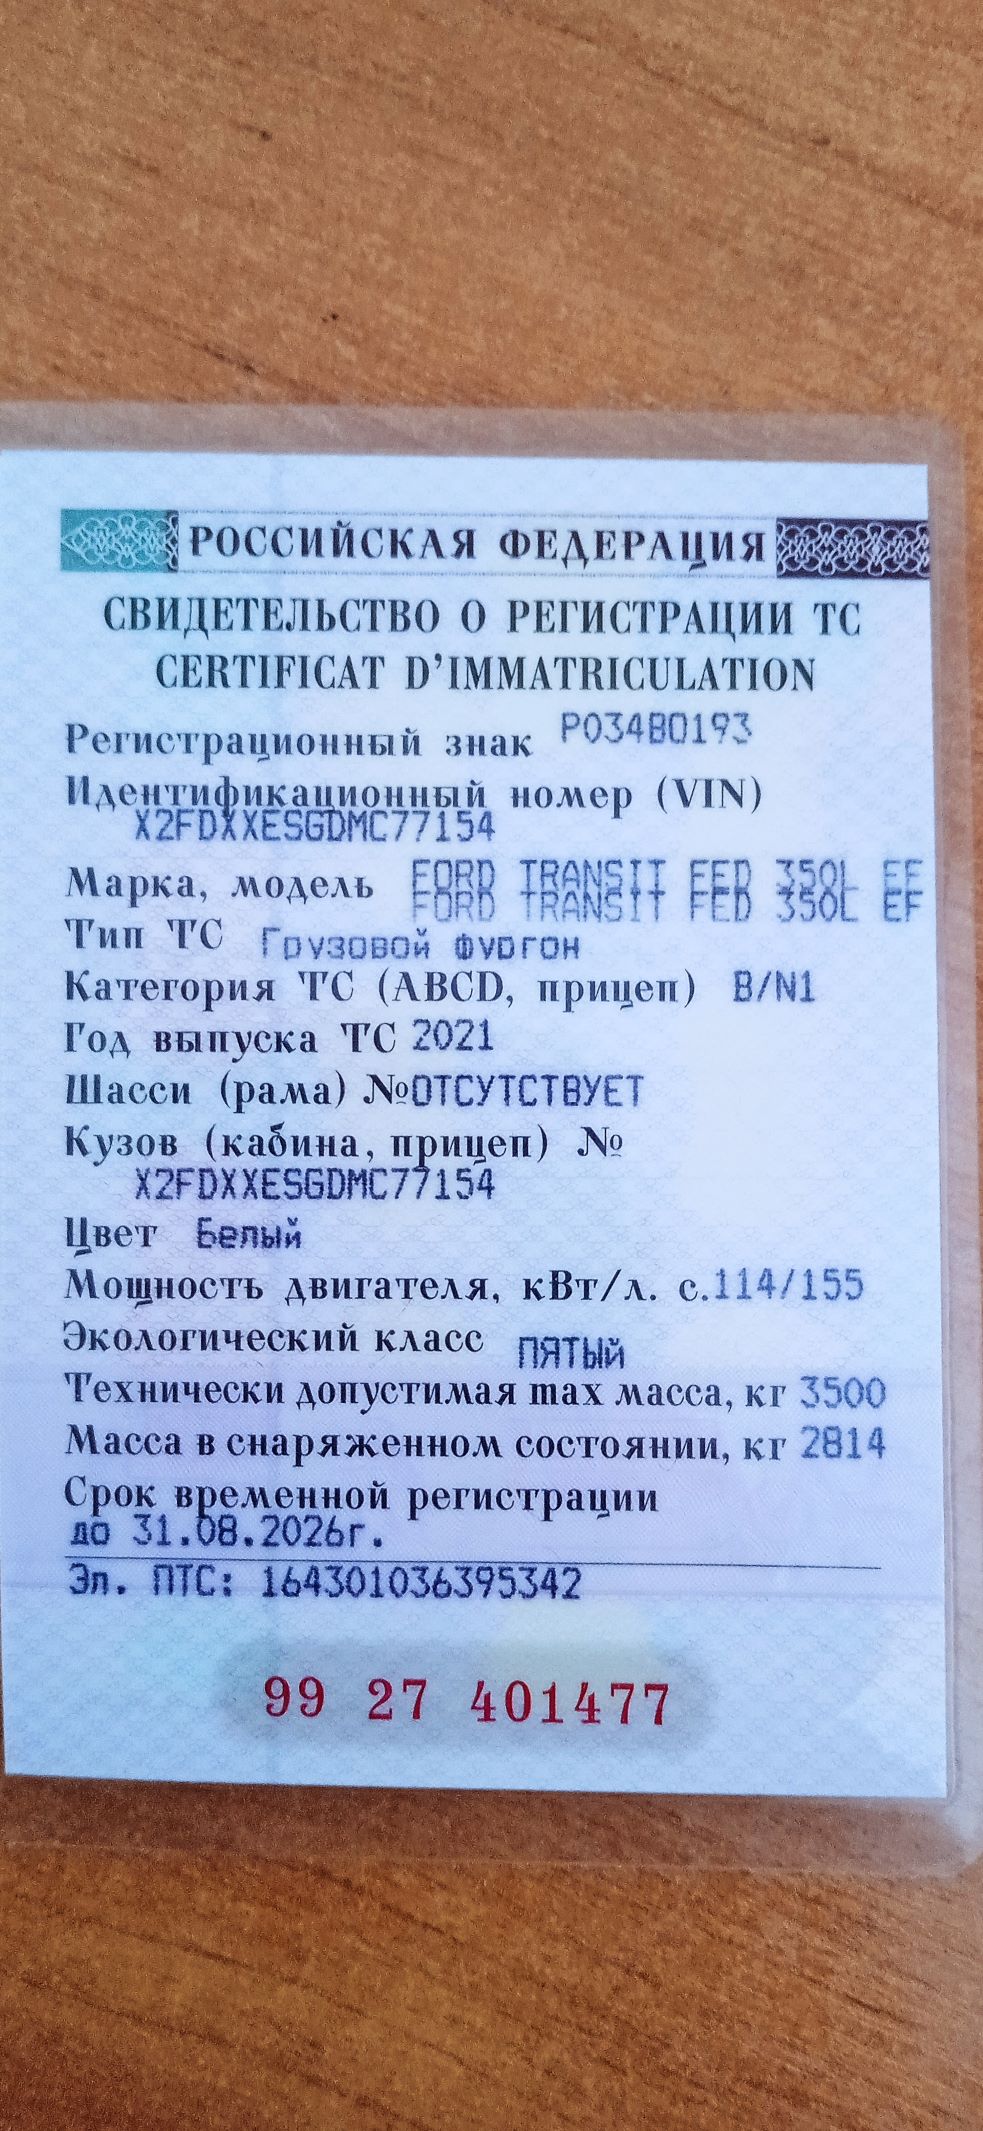 РОССИЙСКАЯ ФЕДЕРАЦИЯ
СВИДЕТЕЛЬСТВО О РЕГИСТРАЦИИ ТС
CERTIFICAT D'IMMATRICULATION
Регистрационный знак Р034ВО193
Идентификационный номер (VIN)
X2FDXXESGDMC77154
Марка, модель FORD TRANSIT FED 350L EF
FORD TRANSIT FED 350L EF
Тип ТС Грузовой фургон
Категория ТС (ABCD, прицеп) B/N1
Год выпуска ТС 2021
Шасси (рама) № ОТСУТСТВУЕТ
Кузов (кабина, прицеп) №
X2FDXXESGDMC77154
Цвет Белый
Мощность двигателя, кВт/л. с. 114/155
Экологический класс ПЯТЫЙ
Технически допустимая max масса, кг 3500
Масса в снаряженном состоянии, кг 2814
Срок временной регистрации
до 31.08.2026г.
Эл. ПТС: 164301036395342
99 27 401477